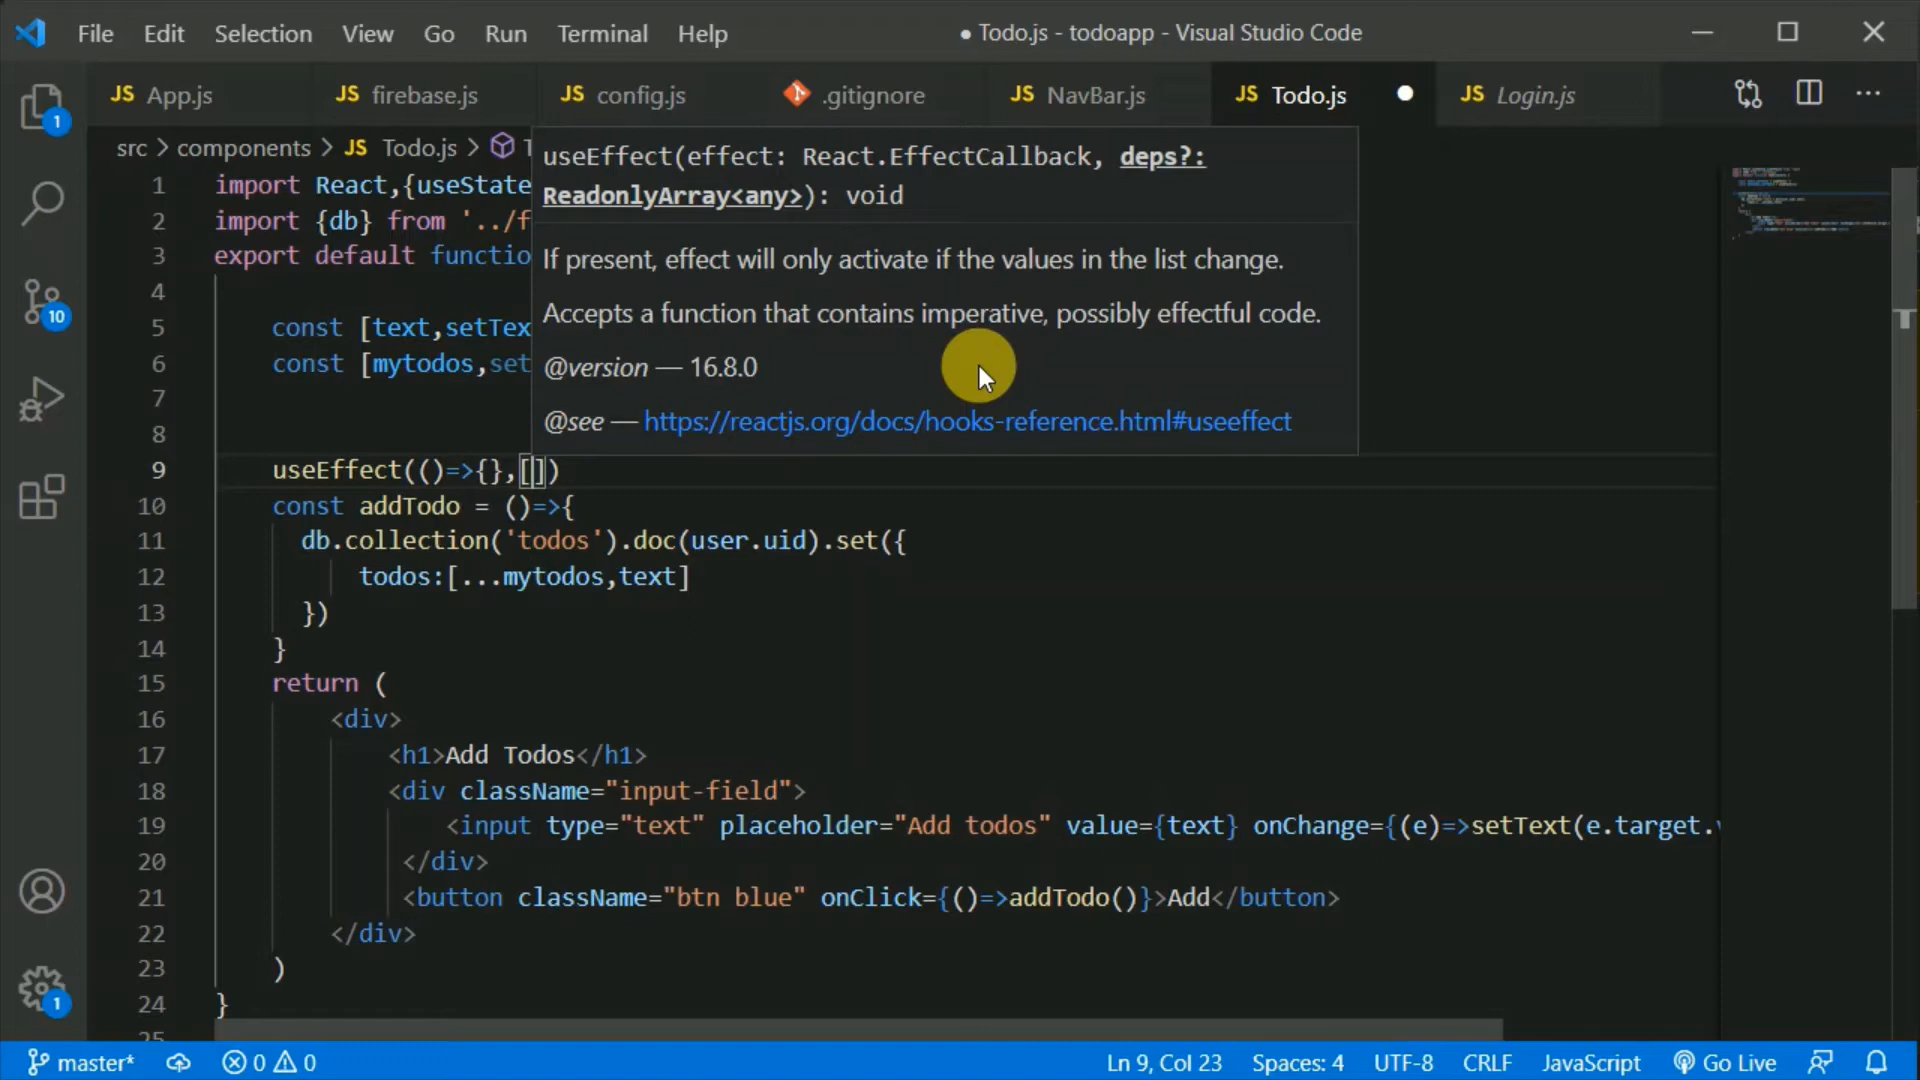 File Edit Selection View Go Run Terminal Help ● Todo.js - todoapp - Visual Studio Code
JS App.js JS firebase.js JS config.js .gitignore JS NavBar.js JS Todo.js JS Login.js
src > components > JS Todo.js >
useEffect(effect: React.EffectCallback, deps?:
ReadonlyArray<any>): void
If present, effect will only activate if the values in the list change.
Accepts a function that contains imperative, possibly effectful code.
@version — 16.8.0
@see — https://reactjs.org/docs/hooks-reference.html#useeffect
1 import React,{useState
2 import {db} from '../f
3 export default functio
4
5 const [text,setTex
6 const [mytodos,set
7
8
9 useEffect(()=>{},[])
10 const addTodo = ()=>{
11 db.collection('todos').doc(user.uid).set({
12 todos:[...mytodos,text]
13 })
14 }
15 return (
16 <div>
17 <h1>Add Todos</h1>
18 <div className="input-field">
19 <input type="text" placeholder="Add todos" value={text} onChange={(e)=>setText(e.target.
20 </div>
21 <button className="btn blue" onClick={()=>addTodo()}>Add</button>
22 </div>
23 )
24 }
25
1
10
1
master* 0 0 Ln 9, Col 23 Spaces: 4 UTF-8 CRLF JavaScript Go Live